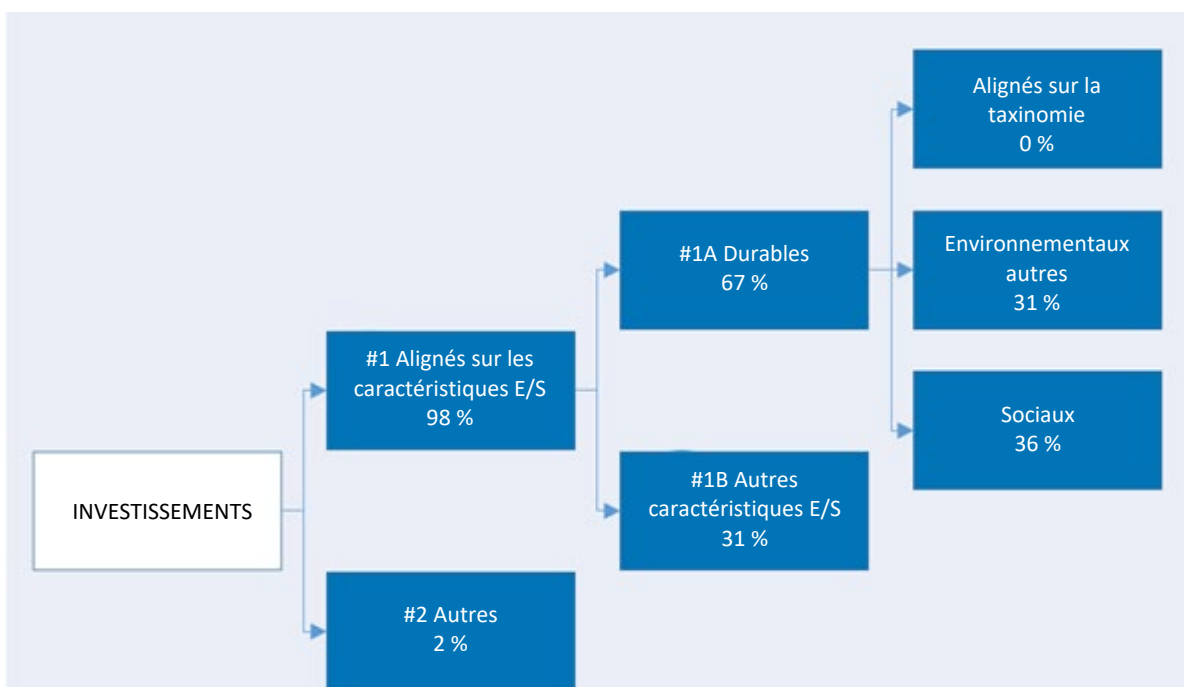 INVESTISSEMENTS
#1 Alignés sur les
caractéristiques E/S
98 %
#2 Autres
2 %
#1A Durables
67 %
#1B Autres
caractéristiques E/S
31 %
Alignés sur la
taxinomie
0 %
Environnementaux
autres
31 %
Sociaux
36 %